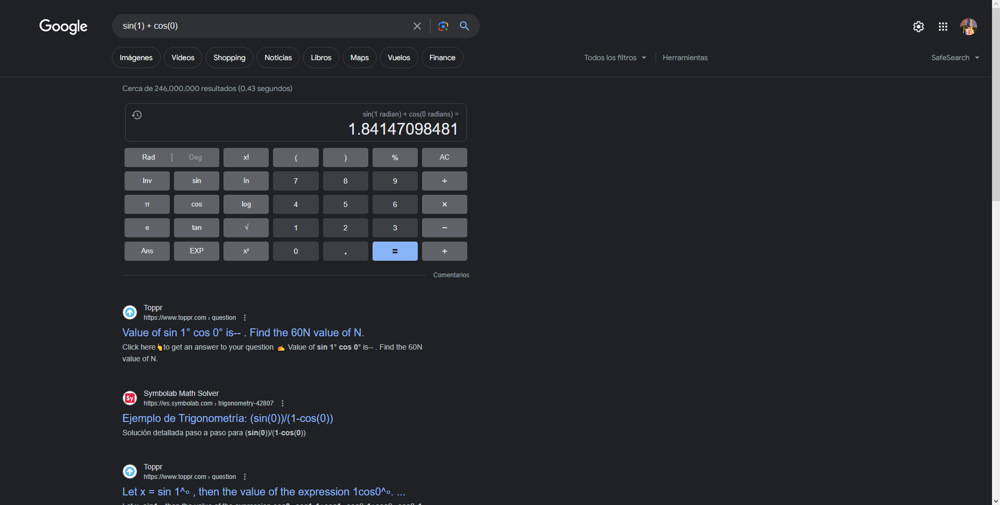 Google
sin(1) + cos(0)
Imágenes Vídeos Shopping Noticias Libros Maps Vuelos Finance Todos los filtros Herramientas SafeSearch
Cerca de 246,000,000 resultados (0.43 segundos)
sin(1 radian) + cos(0 radians) =
1.84147098481
Rad | Deg x! ( ) % AC
Inv sin ln 7 8 9 ÷
π cos log 4 5 6 ×
e tan √ 1 2 3 −
Ans EXP xʸ 0 . = +
Comentarios
Toppr
https://www.toppr.com › question
Value of sin 1° cos 0° is-- . Find the 60N value of N.
Click here👆to get an answer to your question ✍️ Value of sin 1° cos 0° is-- . Find the 60N
value of N.
Sy
Symbolab Math Solver
https://es.symbolab.com › trigonometry-42807
Ejemplo de Trigonometría: (sin(0))/(1-cos(0))
Solución detallada paso a paso para (sin(0))/(1-cos(0))
Toppr
https://www.toppr.com › question
Let x = sin 1^∘ , then the value of the expression 1cos0^∘. ...